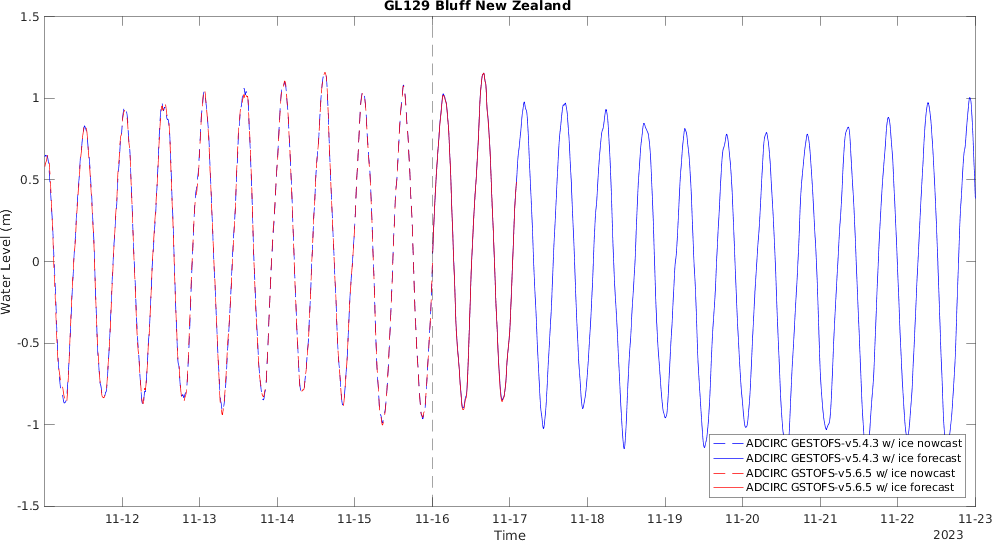 GL129 Bluff New Zealand
1.5
1
0.5
0
-0.5
-1
-1.5
Water Level (m)
ADCIRC GESTOFS-v5.4.3 w/ ice nowcast
ADCIRC GESTOFS-v5.4.3 w/ ice forecast
ADCIRC GSTOFS-v5.6.5 w/ ice nowcast
ADCIRC GSTOFS-v5.6.5 w/ ice forecast
11-12 11-13 11-14 11-15 11-16 11-17 11-18 11-19 11-20 11-21 11-22 11-23
Time
2023